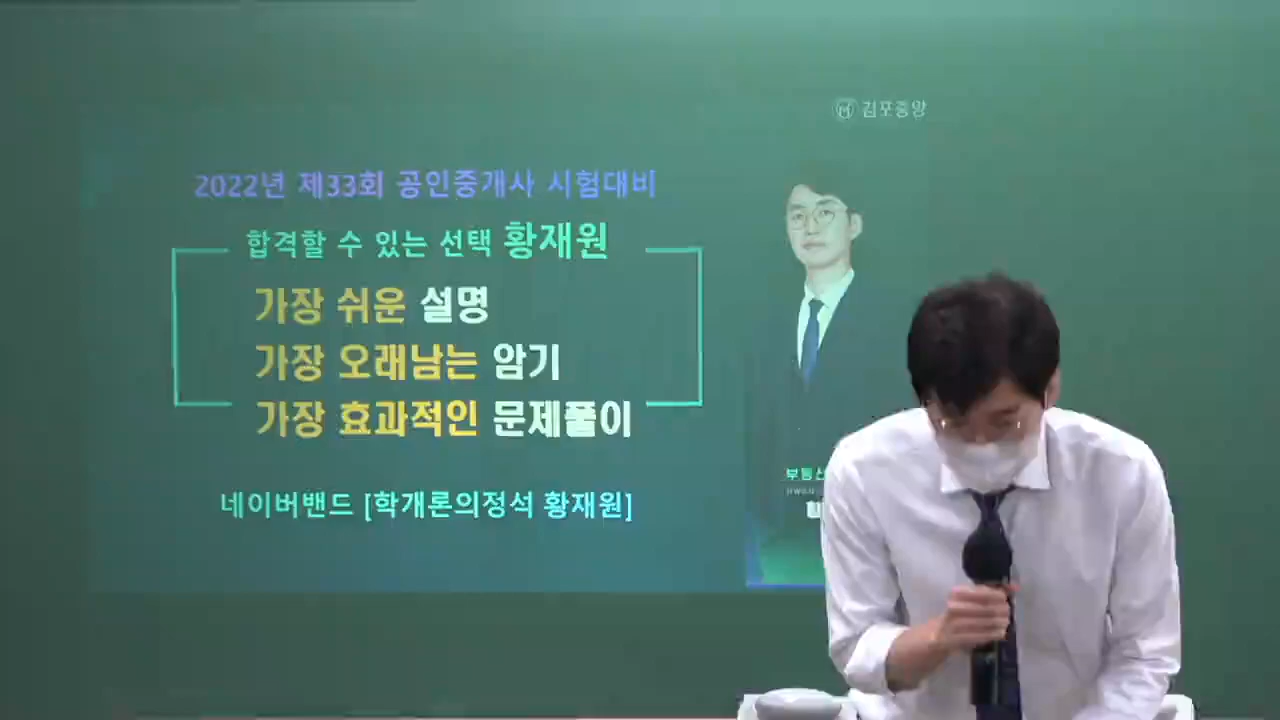 김포중앙
2022년 제33회 공인중개사 시험대비
합격할 수 있는 선택 황재원
가장 쉬운 설명
가장 오래남는 암기
가장 효과적인 문제풀이
네이버밴드 [학개론의정석 황재원]